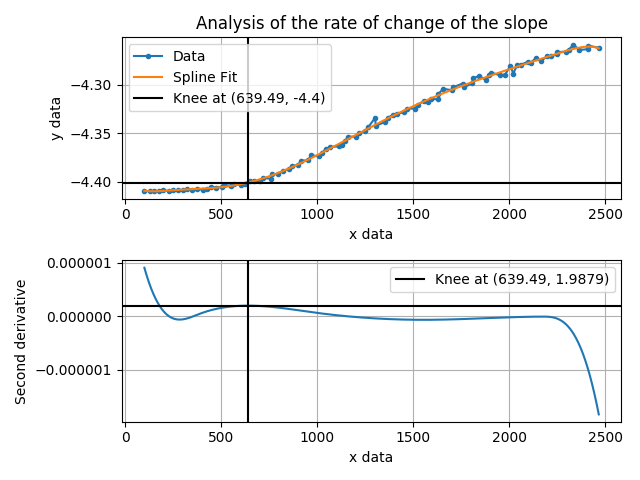 Analysis of the rate of change of the slope
Data
Spline Fit
Knee at (639.49, -4.4)
−4.30
−4.35
−4.40
y data
0 500 1000 1500 2000 2500
x data
Knee at (639.49, 1.9879)
0.000001
0.000000
−0.000001
Second derivative
0 500 1000 1500 2000 2500
x data